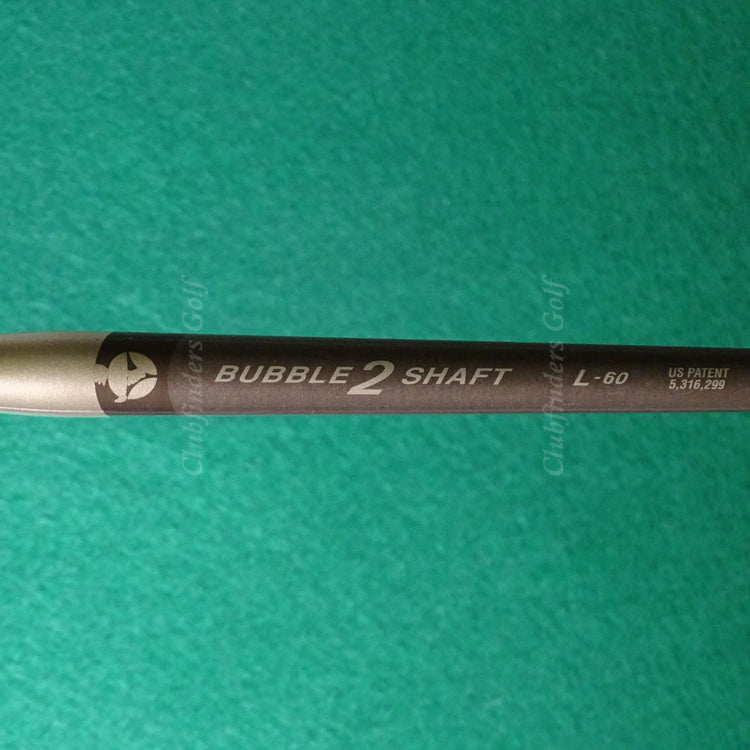 BUBBLE 2 SHAFT L-60 US PATENT
5,316,299
Clubfinders Golf
Clubfinders Golf